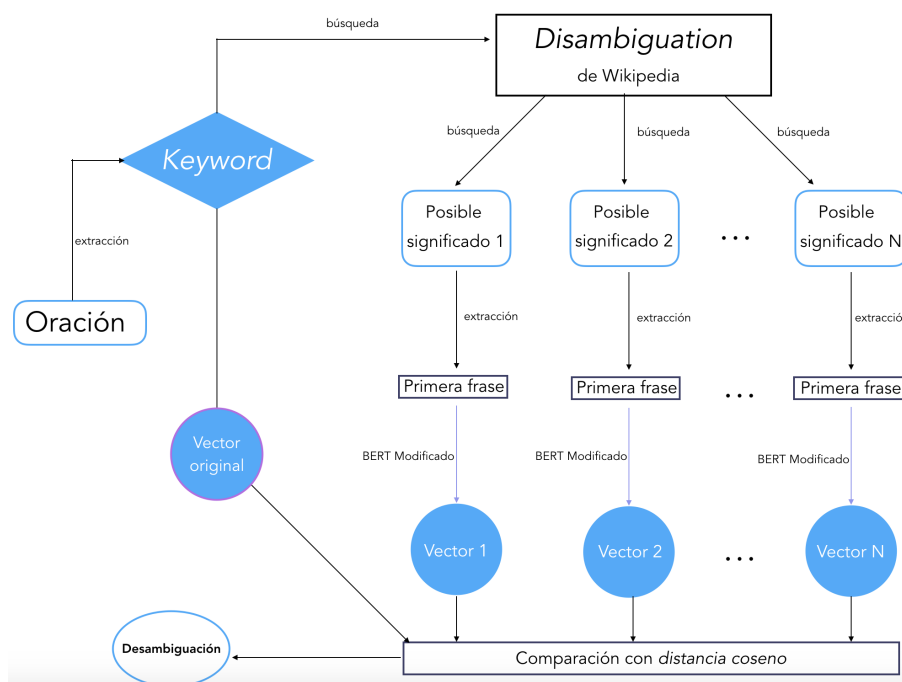 búsqueda
Disambiguation
de Wikipedia
búsqueda
búsqueda
búsqueda
Keyword
extracción
Oración
Posible
significado 1
Posible
significado 2
...
Posible
significado N
extracción
extracción
extracció
Primera frase
Primera frase
...
Primera frase
Vector
original
BERT Modificado
BERT Modificado
BERT Modificado
Vector 1
Vector 2
...
Vector N
Desambiguación
Comparación con distancia coseno